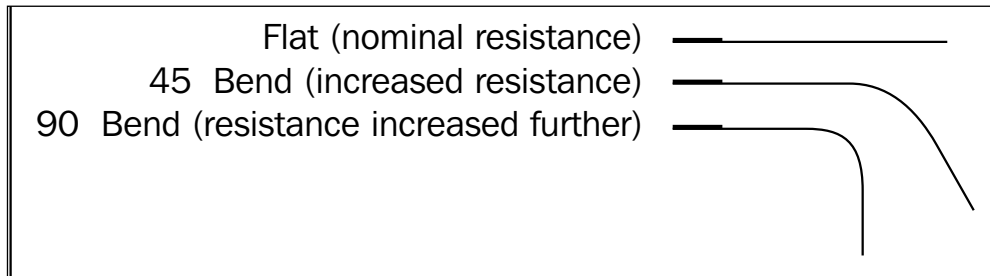 Flat (nominal resistance)
45 Bend (increased resistance)
90 Bend (resistance increased further)